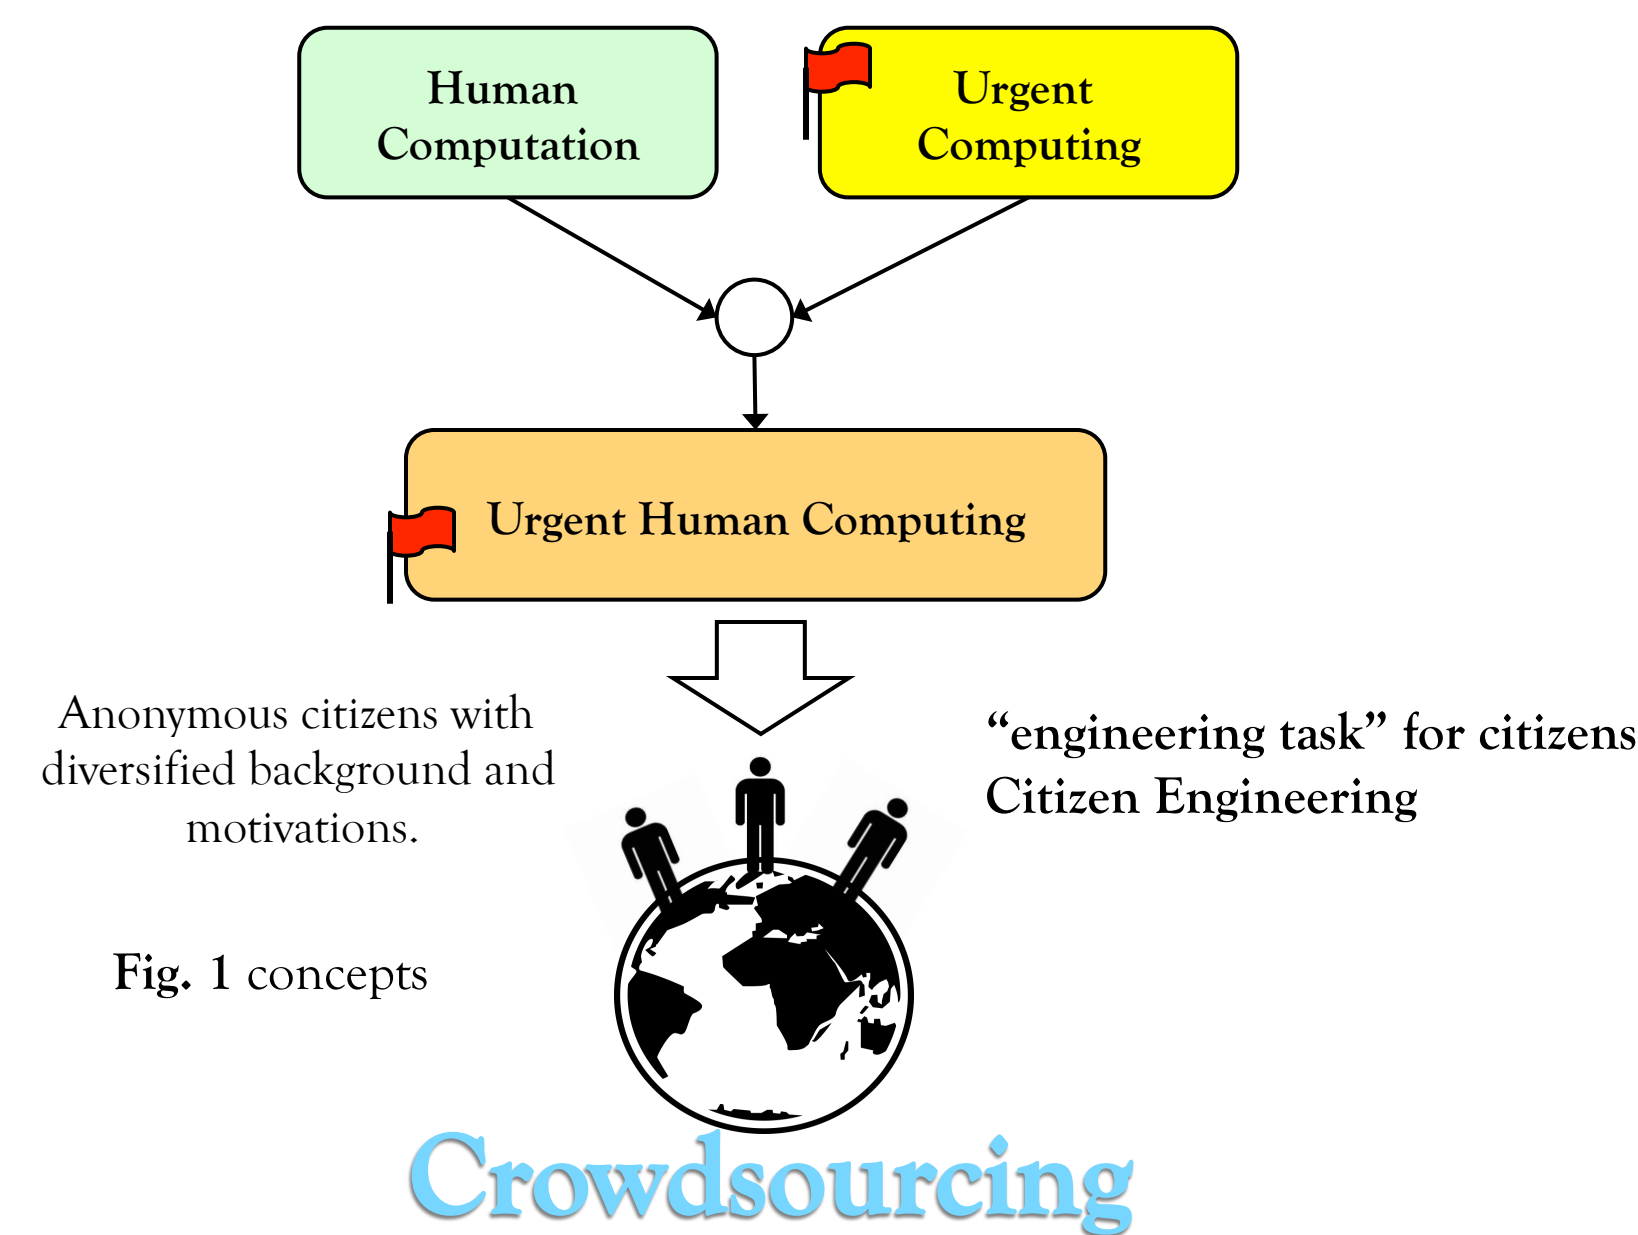 Human
Computation
Urgent
Computing
Urgent Human Computing
Anonymous citizens with
diversified background and
motivations.
“engineering task” for citizens
Citizen Engineering
Fig. 1 concepts
Crowdsourcing